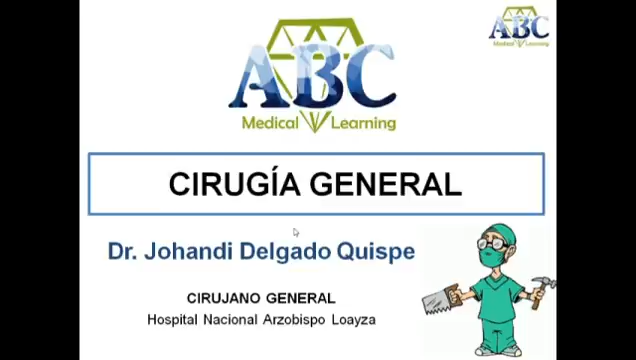 ABC
Medical Learning
ABC
Medical Learning
CIRUGÍA GENERAL
Dr. Johandi Delgado Quispe
CIRUJANO GENERAL
Hospital Nacional Arzobispo Loayza